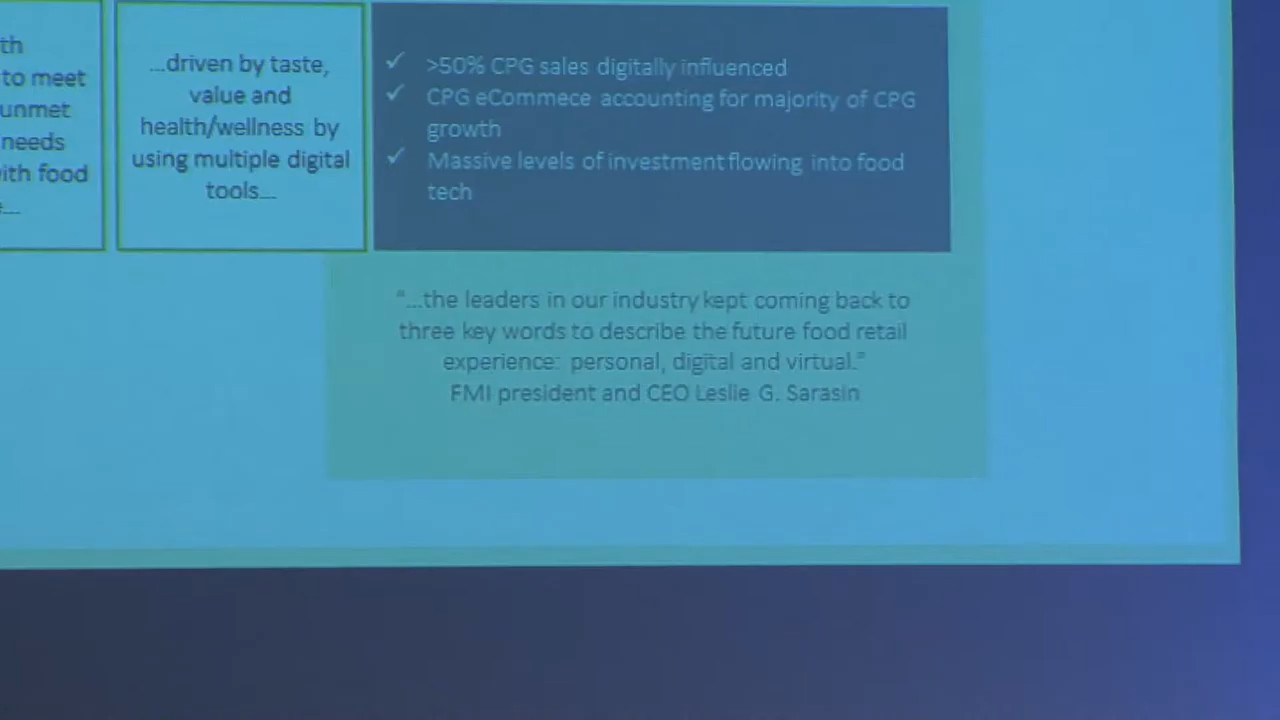 th
to meet
unmet
needs
ith food
...driven by taste,
value and
health/wellness by
using multiple digital
tools...
>50% CPG sales digitally influenced
CPG eCommece accounting for majority of CPG
growth
Massive levels of investment flowing into food
tech
"...the leaders in our industry kept coming back to
three key words to describe the future food retail
experience: personal, digital and virtual."
FMI president and CEO Leslie G. Sarasin